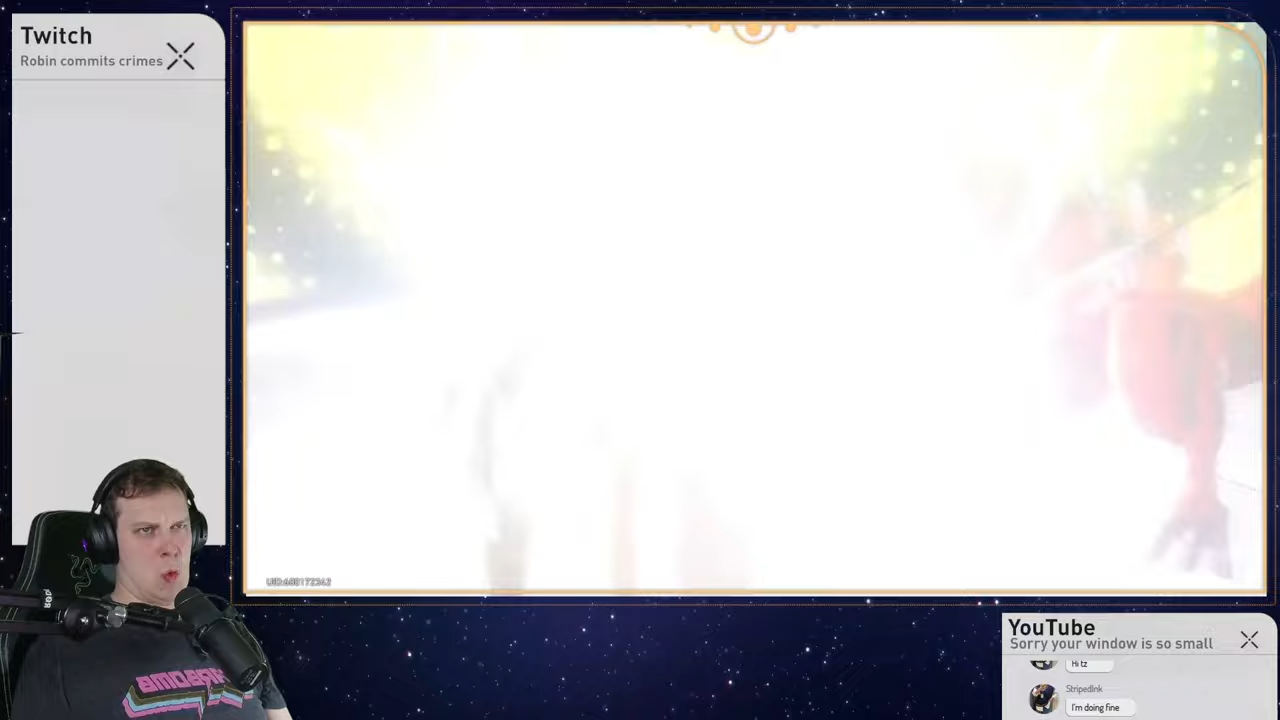 Twitch
Robin commits crimes
YouTube
Sorry your window is so small
Hi tz
StripedInk
I'm doing fine